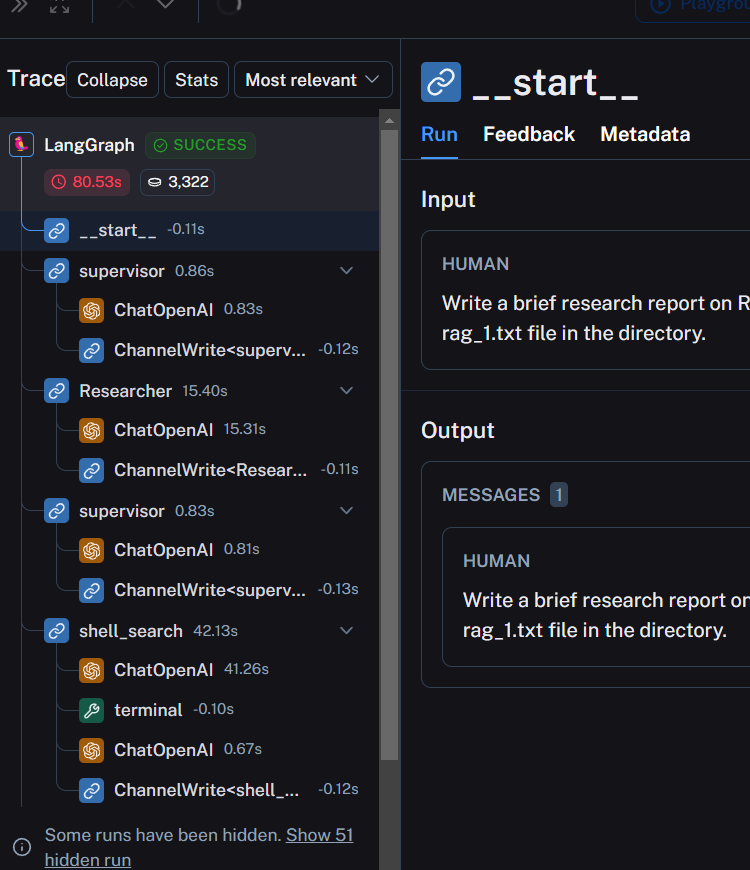 Playgrou
Trace
Collapse
Stats
Most relevant
LangGraph
SUCCESS
80.53s
3,322
__start__ -0.11s
supervisor 0.86s
ChatOpenAI 0.83s
ChannelWrite<superv... -0.12s
Researcher 15.40s
ChatOpenAI 15.31s
ChannelWrite<Resear... -0.11s
supervisor 0.83s
ChatOpenAI 0.81s
ChannelWrite<superv... -0.13s
shell_search 42.13s
ChatOpenAI 41.26s
terminal -0.10s
ChatOpenAI 0.67s
ChannelWrite<shell_... -0.12s
Some runs have been hidden. Show 51
hidden run
__start__
Run Feedback Metadata
Input
HUMAN
Write a brief research report on R
rag_1.txt file in the directory.
Output
MESSAGES 1
HUMAN
Write a brief research report on
rag_1.txt file in the directory.